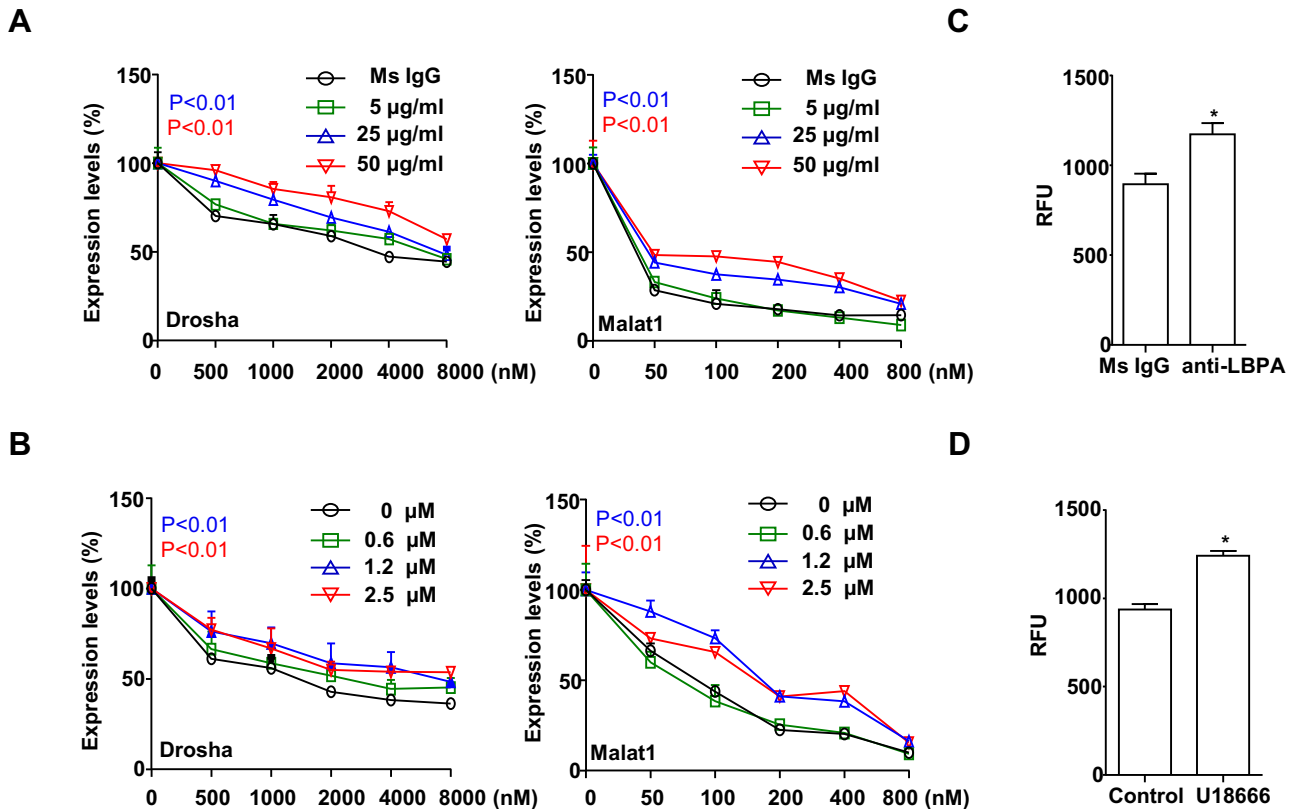 A
Expression levels (%)
150
100
50
0
P<0.01
P<0.01
Ms IgG
5 µg/ml
25 µg/ml
50 µg/ml
Drosha
0 500 1000 2000 4000 8000 (nM)
Expression levels (%)
150
100
50
0
P<0.01
P<0.01
Ms IgG
5 µg/ml
25 µg/ml
50 µg/ml
Malat1
0 50 100 200 400 800 (nM)
C
RFU
1500
1000
500
0
*
Ms IgG anti-LBPA
B
Expression levels (%)
150
100
50
0
P<0.01
P<0.01
0 µM
0.6 µM
1.2 µM
2.5 µM
Drosha
0 500 1000 2000 4000 8000 (nM)
Expression levels (%)
150
100
50
0
P<0.01
P<0.01
0 µM
0.6 µM
1.2 µM
2.5 µM
Malat1
0 50 100 200 400 800 (nM)
D
RFU
1500
1000
500
0
*
Control U18666